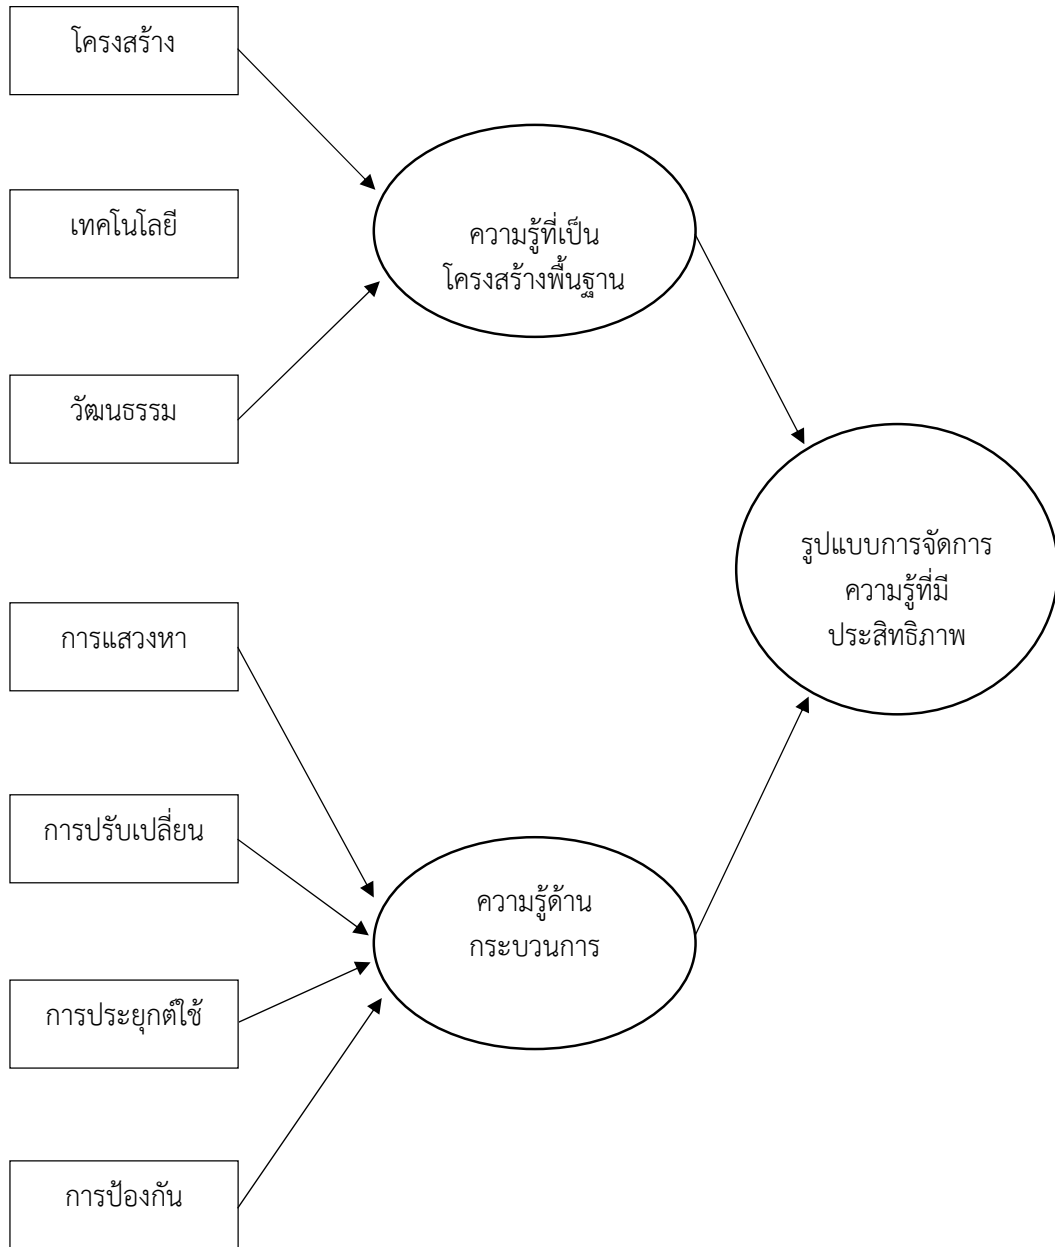 โครงสร้าง
เทคโนโลยี
วัฒนธรรม
ความรู้ที่เป็น
โครงสร้างพื้นฐาน
รูปแบบการจัดการ
ความรู้ที่มี
ประสิทธิภาพ
การแสวงหา
การปรับเปลี่ยน
การประยุกต์ใช้
การป้องกัน
ความรู้ด้าน
กระบวนการ